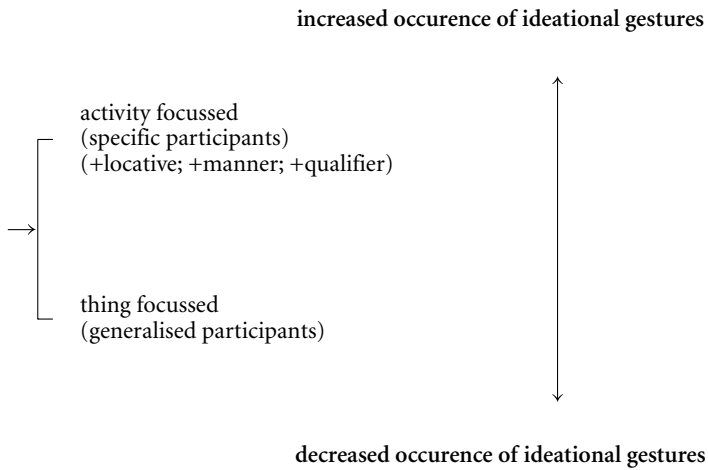 increased occurence of ideational gestures
activity focussed
(specific participants)
(+locative; +manner; +qualifier)
thing focussed
(generalised participants)
decreased occurence of ideational gestures